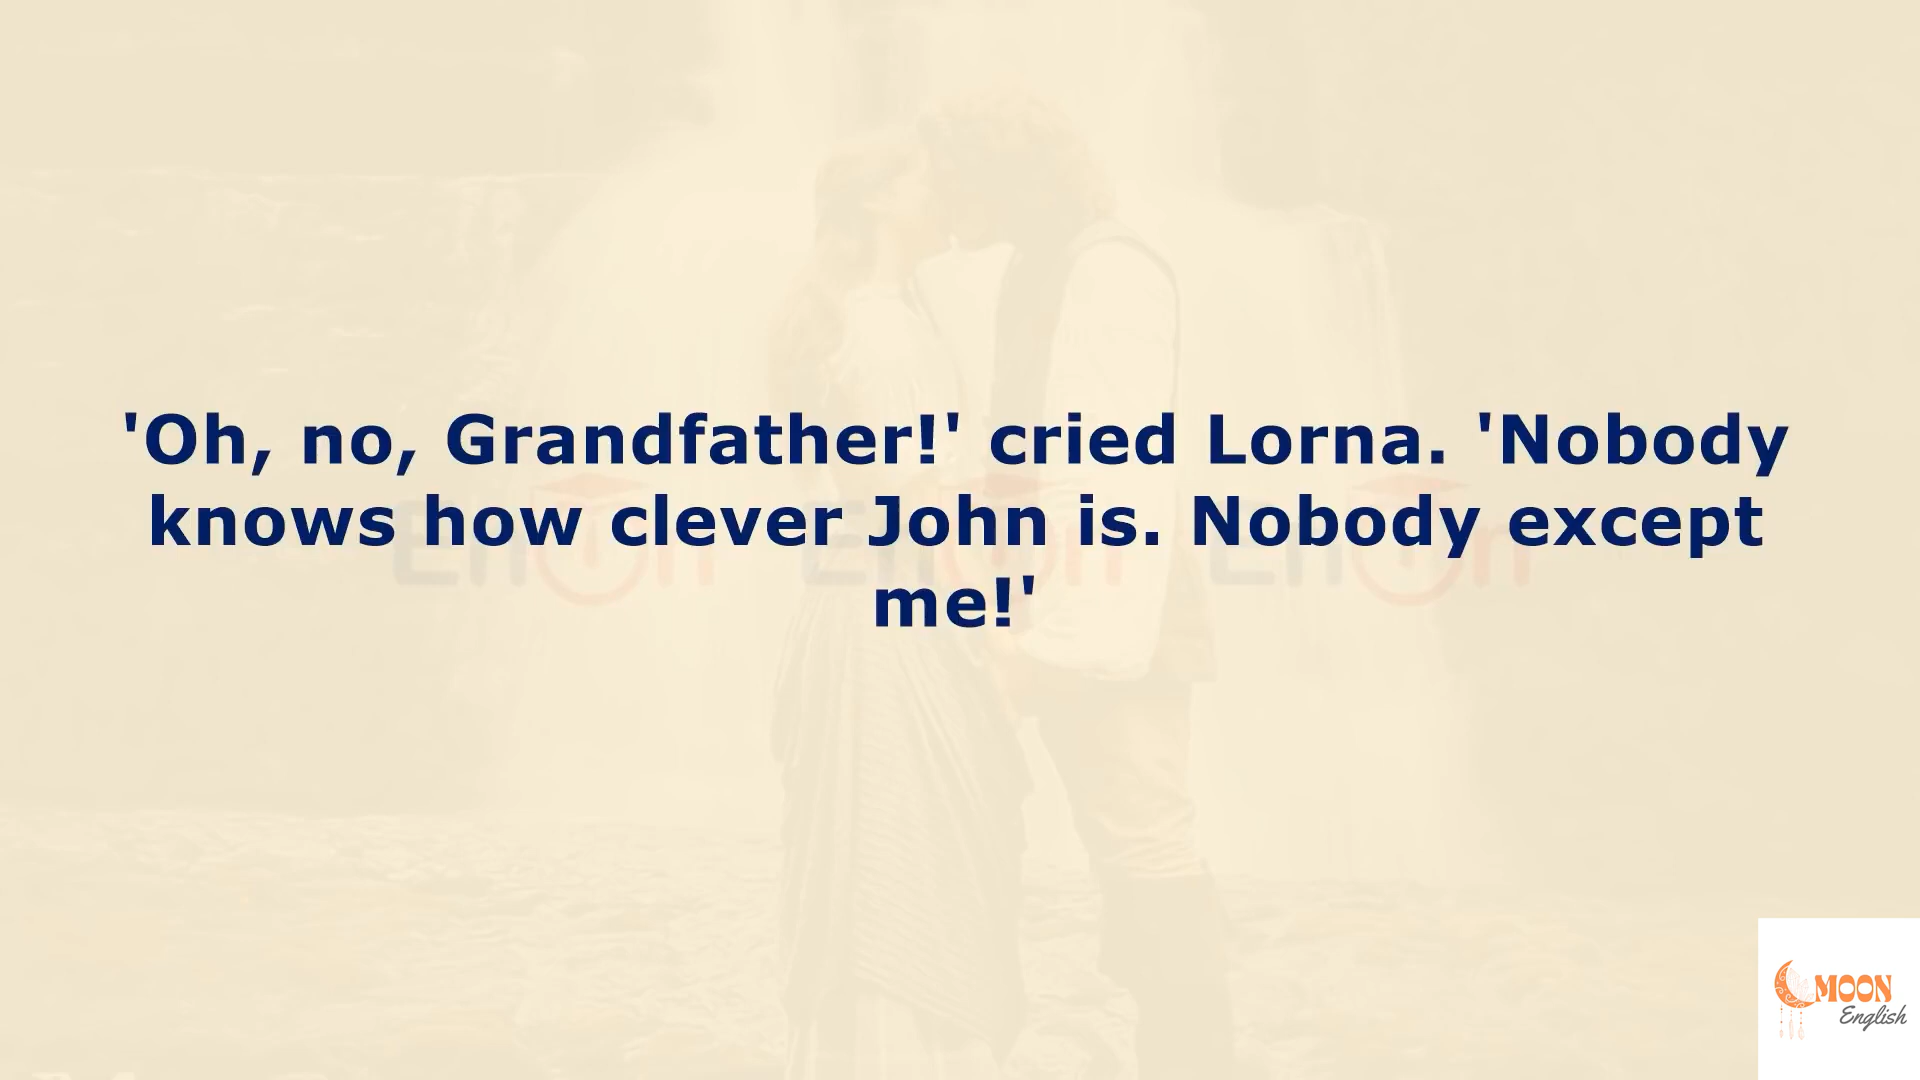 'Oh, no, Grandfather!' cried Lorna. 'Nobody
knows how clever John is. Nobody except
me!'
MOON
English